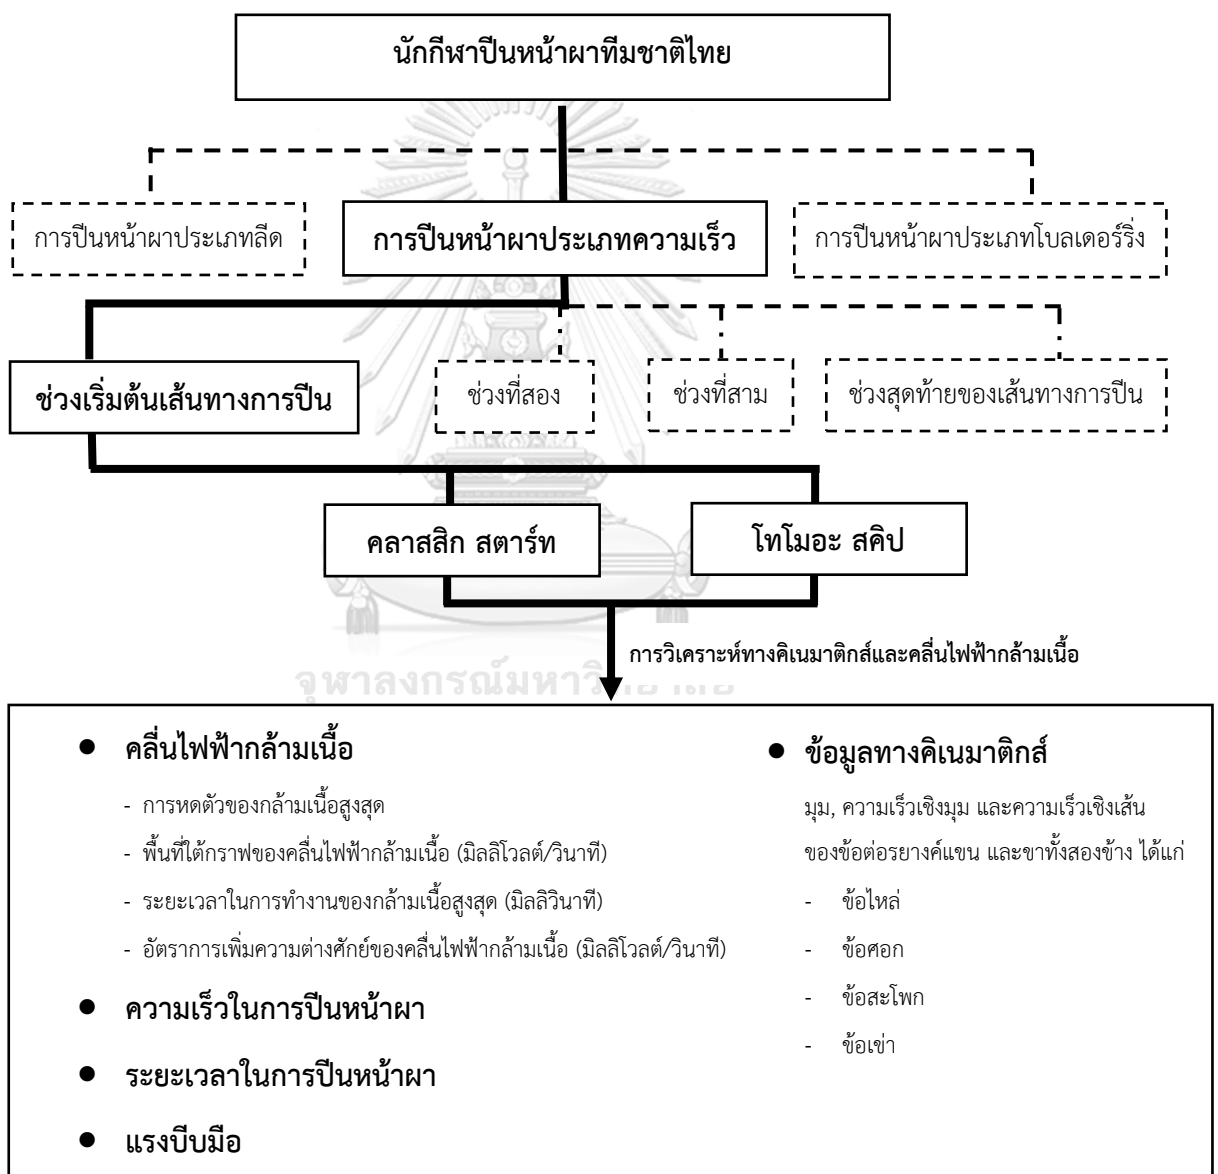 นักกีฬาปีนหน้าผาทีมชาติไทย
การปีนหน้าผาประเภทลีด
การปีนหน้าผาประเภทความเร็ว
การปีนหน้าผาประเภทโบลเดอร์ริ่ง
ช่วงเริ่มต้นเส้นทางการปีน
ช่วงที่สอง
ช่วงที่สาม
ช่วงสุดท้ายของเส้นทางการปีน
คลาสสิก สตาร์ท
โทโมอะ สคิป
การวิเคราะห์ทางคิเนมาติกส์และคลื่นไฟฟ้ากล้ามเนื้อ
จุฬาลงกรณ์มหาวิ
● คลื่นไฟฟ้ากล้ามเนื้อ
- การหดตัวของกล้ามเนื้อสูงสุด
- พื้นที่ใต้กราฟของคลื่นไฟฟ้ากล้ามเนื้อ (มิลลิโวลต์/วินาที)
- ระยะเวลาในการทำงานของกล้ามเนื้อสูงสุด (มิลลิวินาที)
- อัตราการเพิ่มความต่างศักย์ของคลื่นไฟฟ้ากล้ามเนื้อ (มิลลิโวลต์/วินาที)
● ความเร็วในการปีนหน้าผา
● ระยะเวลาในการปีนหน้าผา
● แรงบีบมือ
● ข้อมูลทางคิเนมาติกส์
มุม, ความเร็วเชิงมุม และความเร็วเชิงเส้น
ของข้อต่อรยางค์แขน และขาทั้งสองข้าง ได้แก่
- ข้อไหล่
- ข้อศอก
- ข้อสะโพก
- ข้อเข่า